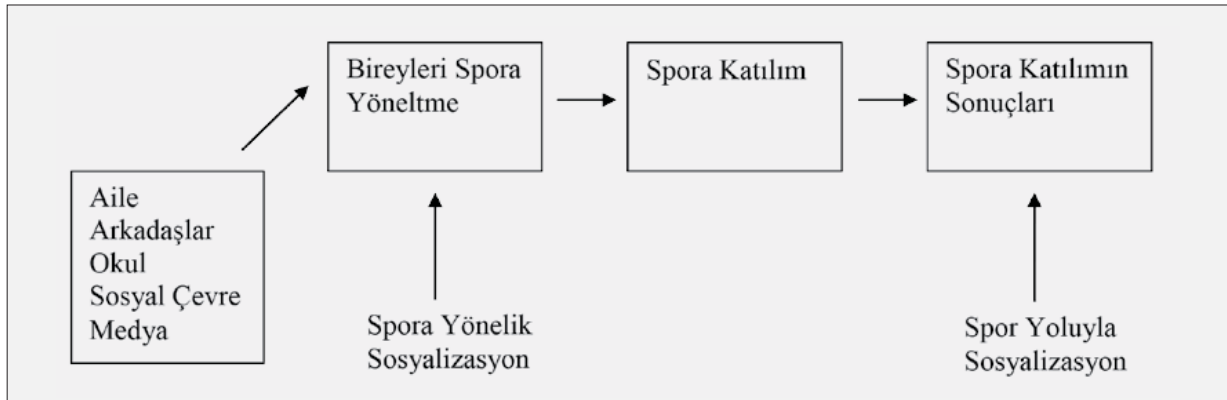 Bireyleri Spora
Yöneltme
Spora Katılım
Spora Katılımın
Sonuçları
Aile
Arkadaşlar
Okul
Sosyal Çevre
Medya
Spora Yönelik
Sosyalizasyon
Spor Yoluyla
Sosyalizasyon